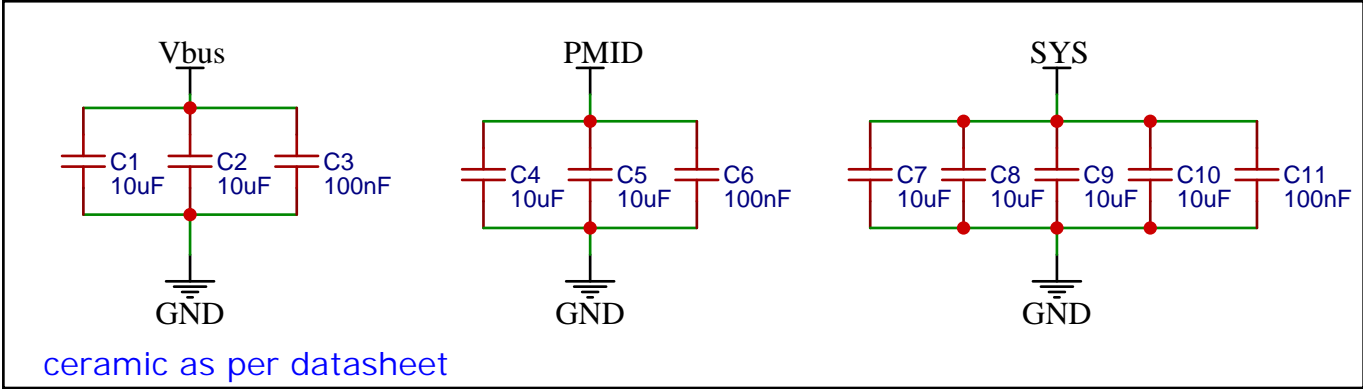 Vbus
PMID
SYS
C1
10uF
C2
10uF
C3
100nF
C4
10uF
C5
10uF
C6
100nF
C7
10uF
C8
10uF
C9
10uF
C10
10uF
C11
100nF
GND
GND
GND
ceramic as per datasheet